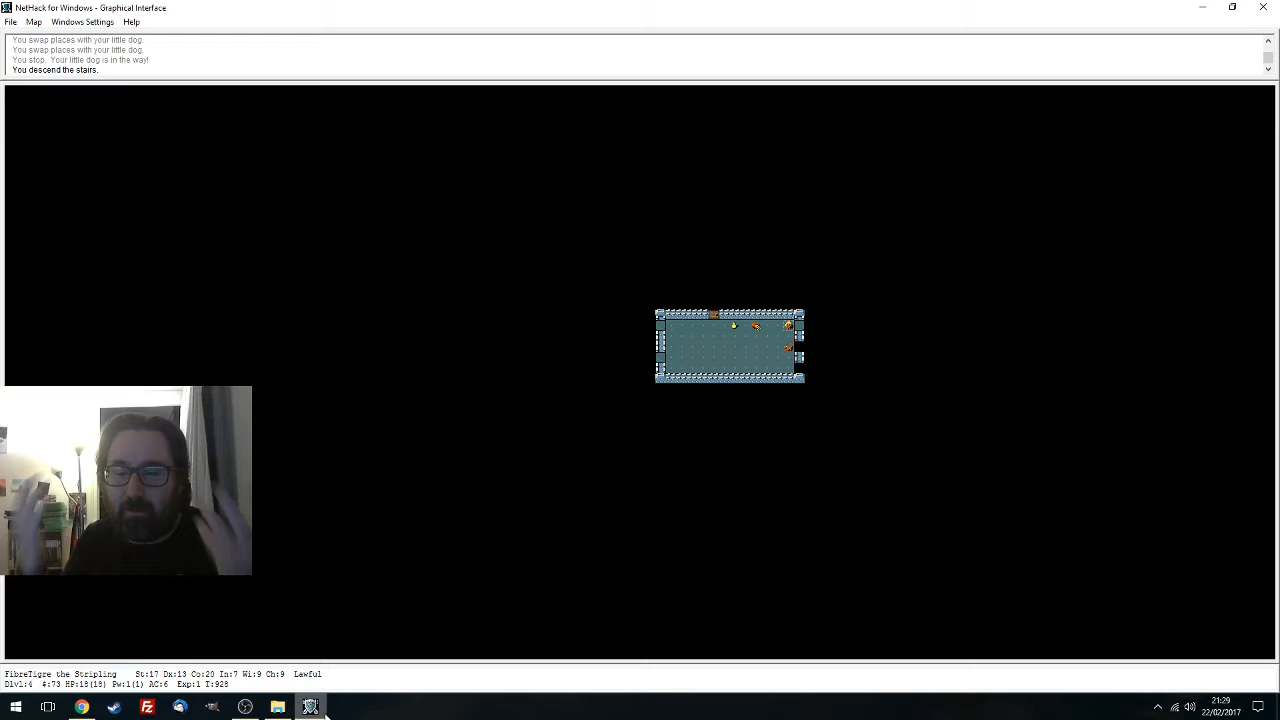 NetHack for Windows - Graphical Interface
File Map Windows Settings Help
You swap places with your little dog.
You swap places with your little dog.
You stop. Your little dog is in the way!
You descend the stairs.
FibreTigre the Stripling St:17 Dx:13 Co:20 In:7 Wi:9 Ch:9 Lawful
Dlvl:4 $:73 HP:18(18) Pw:1(1) AC:6 Exp:1 T:928
21:29
22/02/2017